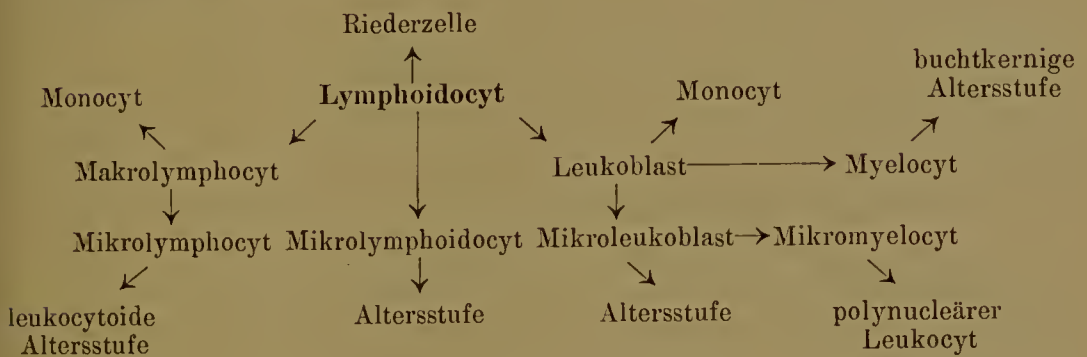 Riederzelle
buchtkernige
Altersstufe
Monocyt Lymphoidocyt Monocyt
Makrolymphocyt Leukoblast Myelocyt
Mikrolymphocyt Mikrolymphoidocyt Mikroleukoblast Mikromyelocyt
leukocytoide
Altersstufe
Altersstufe
Altersstufe
polynucleärer
Leukocyt